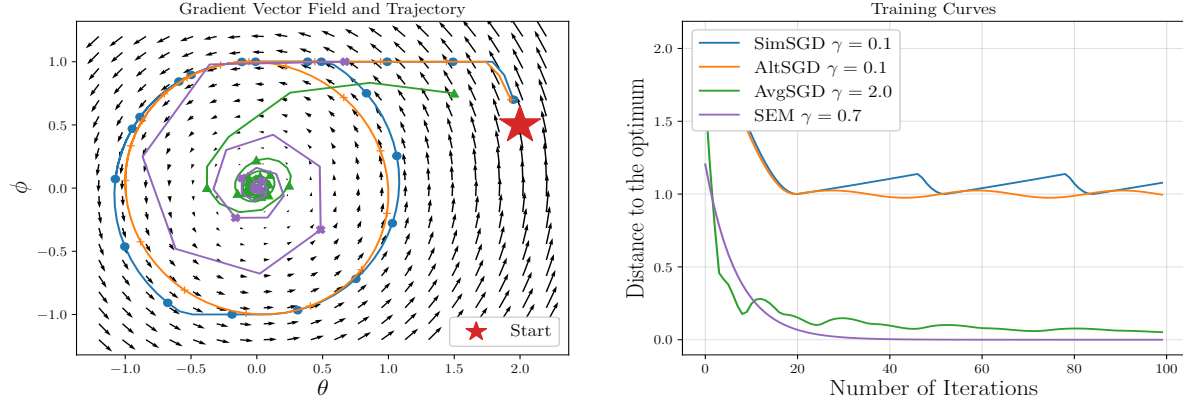 Gradient Vector Field and Trajectory
1.0
0.5
0.0
−0.5
−1.0
ϕ
−1.0 −0.5 0.0 0.5 1.0 1.5 2.0
θ
Start
Training Curves
2.0
1.5
1.0
0.5
0.0
Distance to the optimum
SimSGD γ = 0.1
AltSGD γ = 0.1
AvgSGD γ = 2.0
SEM γ = 0.7
0 20 40 60 80 100
Number of Iterations